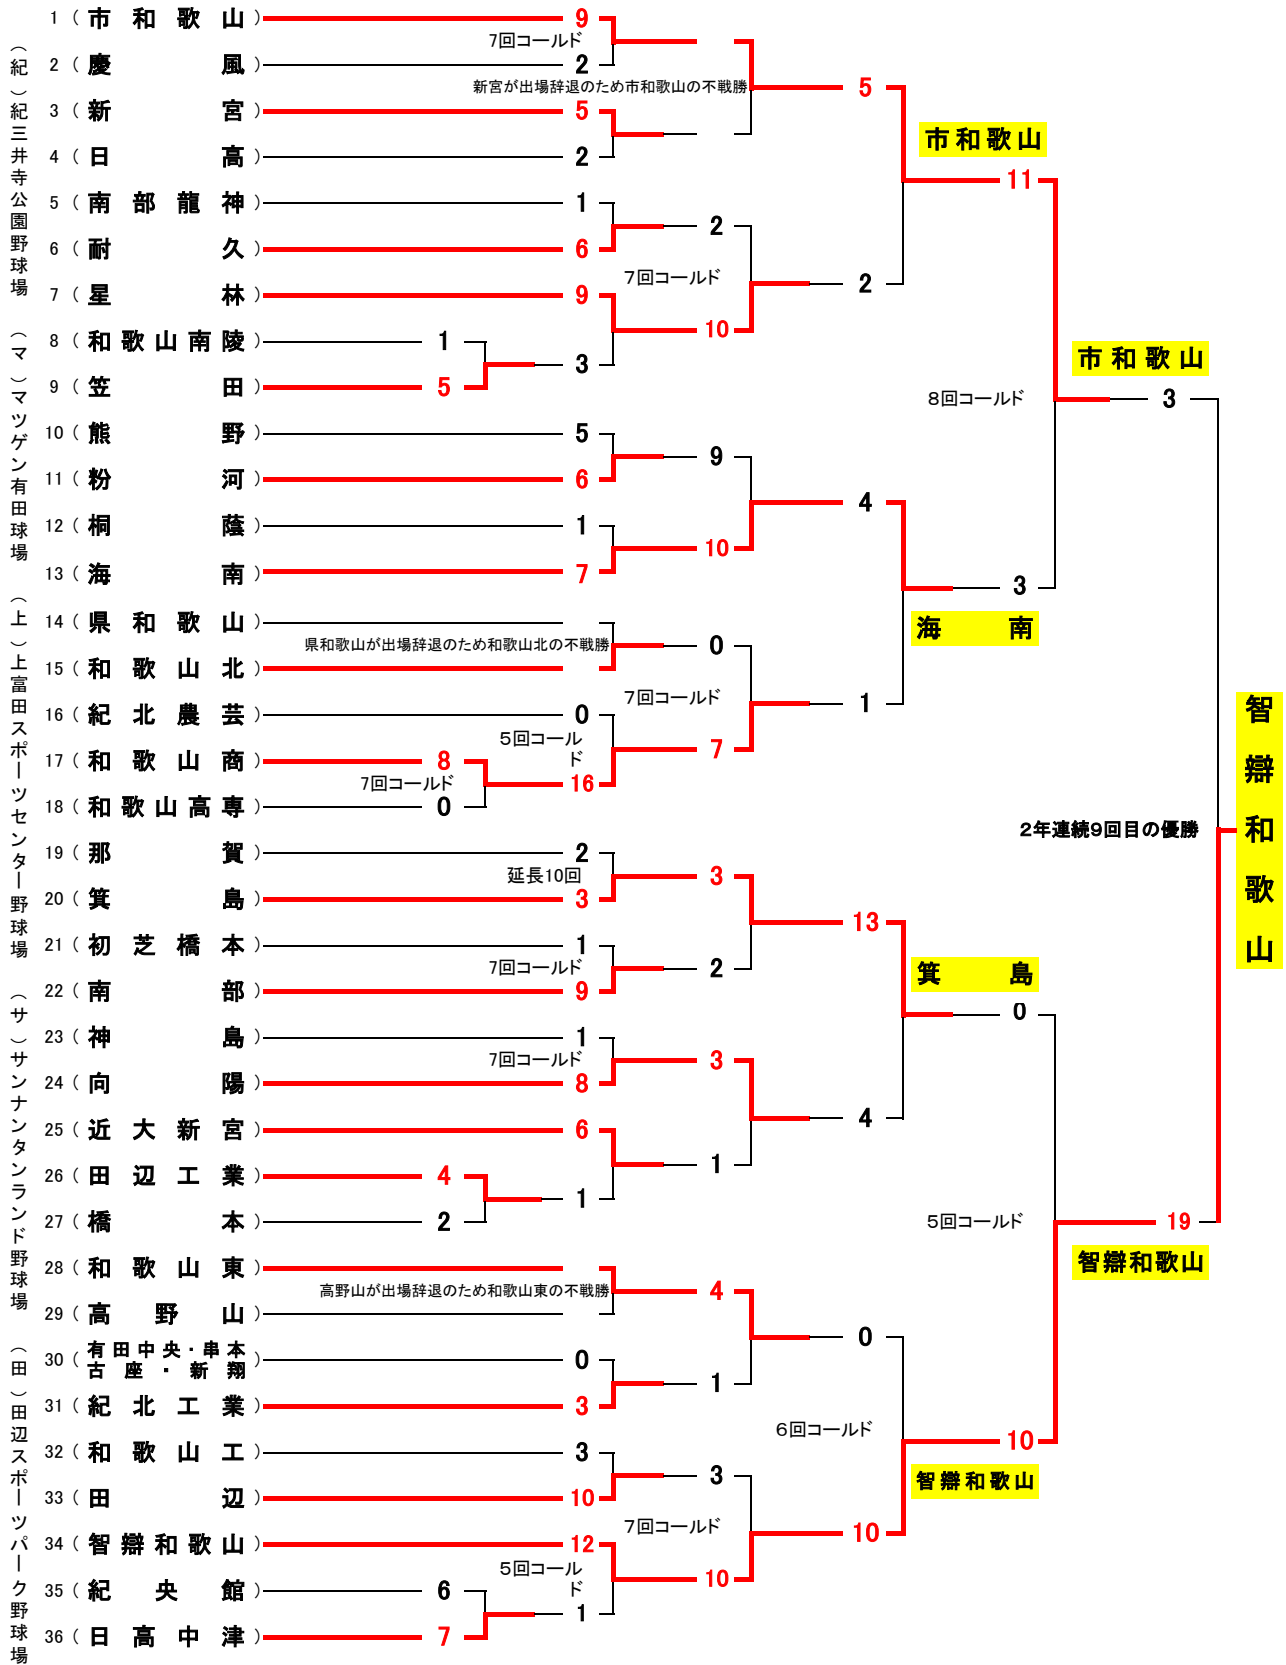 （紀）紀三井寺公園野球場
（マ）マツゲン有田球場
（上）上富田スポーツセンター野球場
（サ）サンナンタンランド野球場
（田）田辺スポーツパーク野球場
1（市和歌山） 9
7回コールド
2（慶風） 2
新宮が出場辞退のため市和歌山の不戦勝
5
3（新宮） 5
4（日高） 2
市和歌山
11
5（南部龍神） 1
2
6（耐久） 6
7回コールド
2
7（星林） 9
10
8（和歌山南陵） 1
3
9（笠田） 5
市和歌山
3
8回コールド
10（熊野） 5
9
11（粉河） 6
4
12（桐蔭） 1
10
13（海南） 7
3
海南
14（県和歌山）
県和歌山が出場辞退のため和歌山北の不戦勝
0
15（和歌山北）
7回コールド
1
16（紀北農芸） 0
5回コールド
7
17（和歌山商） 8
7回コールド
16
18（和歌山高専） 0
智辯和歌山
2年連続9回目の優勝
19（那賀） 2
延長10回
3
20（箕島） 3
13
21（初芝橋本） 1
7回コールド
2
22（南部） 9
箕島
0
23（神島） 1
7回コールド
3
24（向陽） 8
4
25（近大新宮） 6
1
26（田辺工業） 4
1
27（橋本） 2
5回コールド
19
智辯和歌山
28（和歌山東）
高野山が出場辞退のため和歌山東の不戦勝
4
29（高野山）
0
30（有田中央・串本
古座・新翔） 0
1
31（紀北工業） 3
6回コールド
10
智辯和歌山
32（和歌山工） 3
3
33（田辺） 10
7回コールド
10
34（智辯和歌山） 12
5回コールド
10
35（紀央館） 6
1
36（日高中津） 7